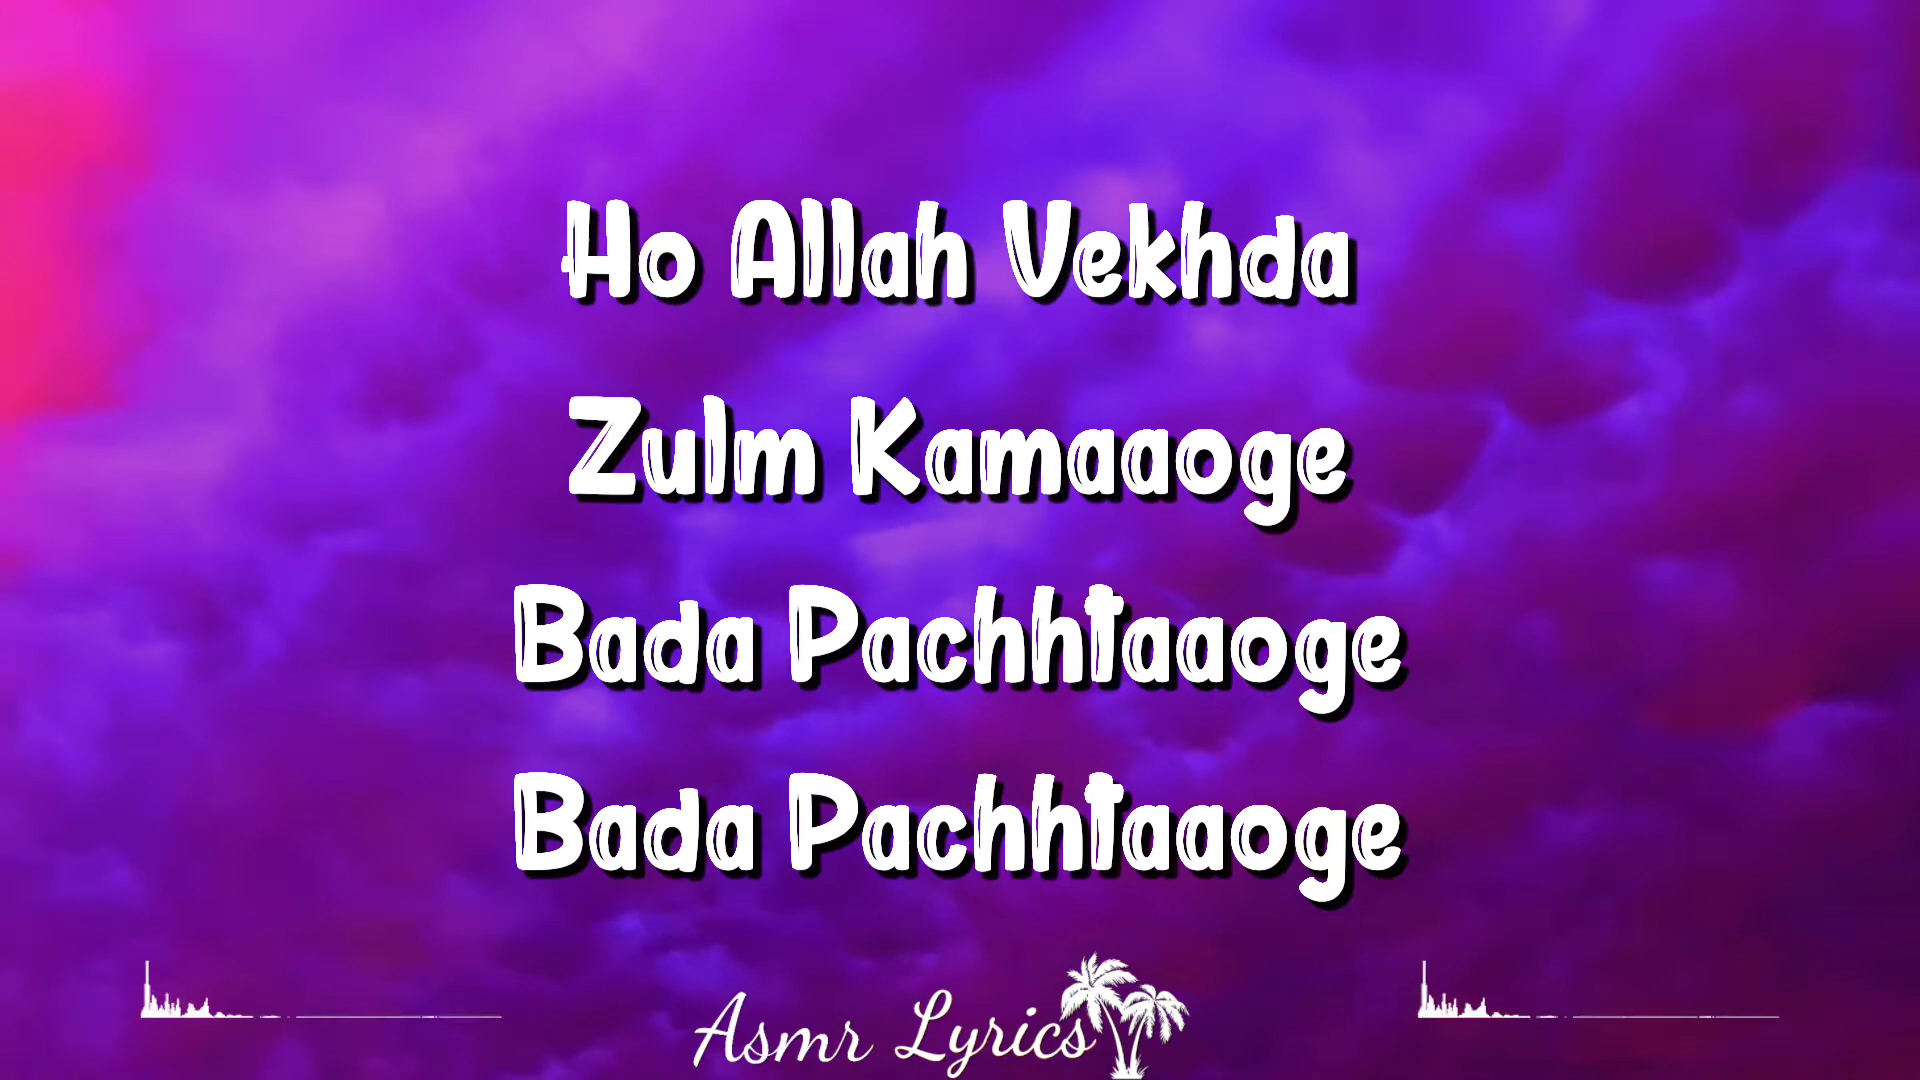 Ho Allah Vekhda
Zulm Kamaaoge
Bada Pachhtaaoge
Bada Pachhtaaoge
Asmr Lyrics